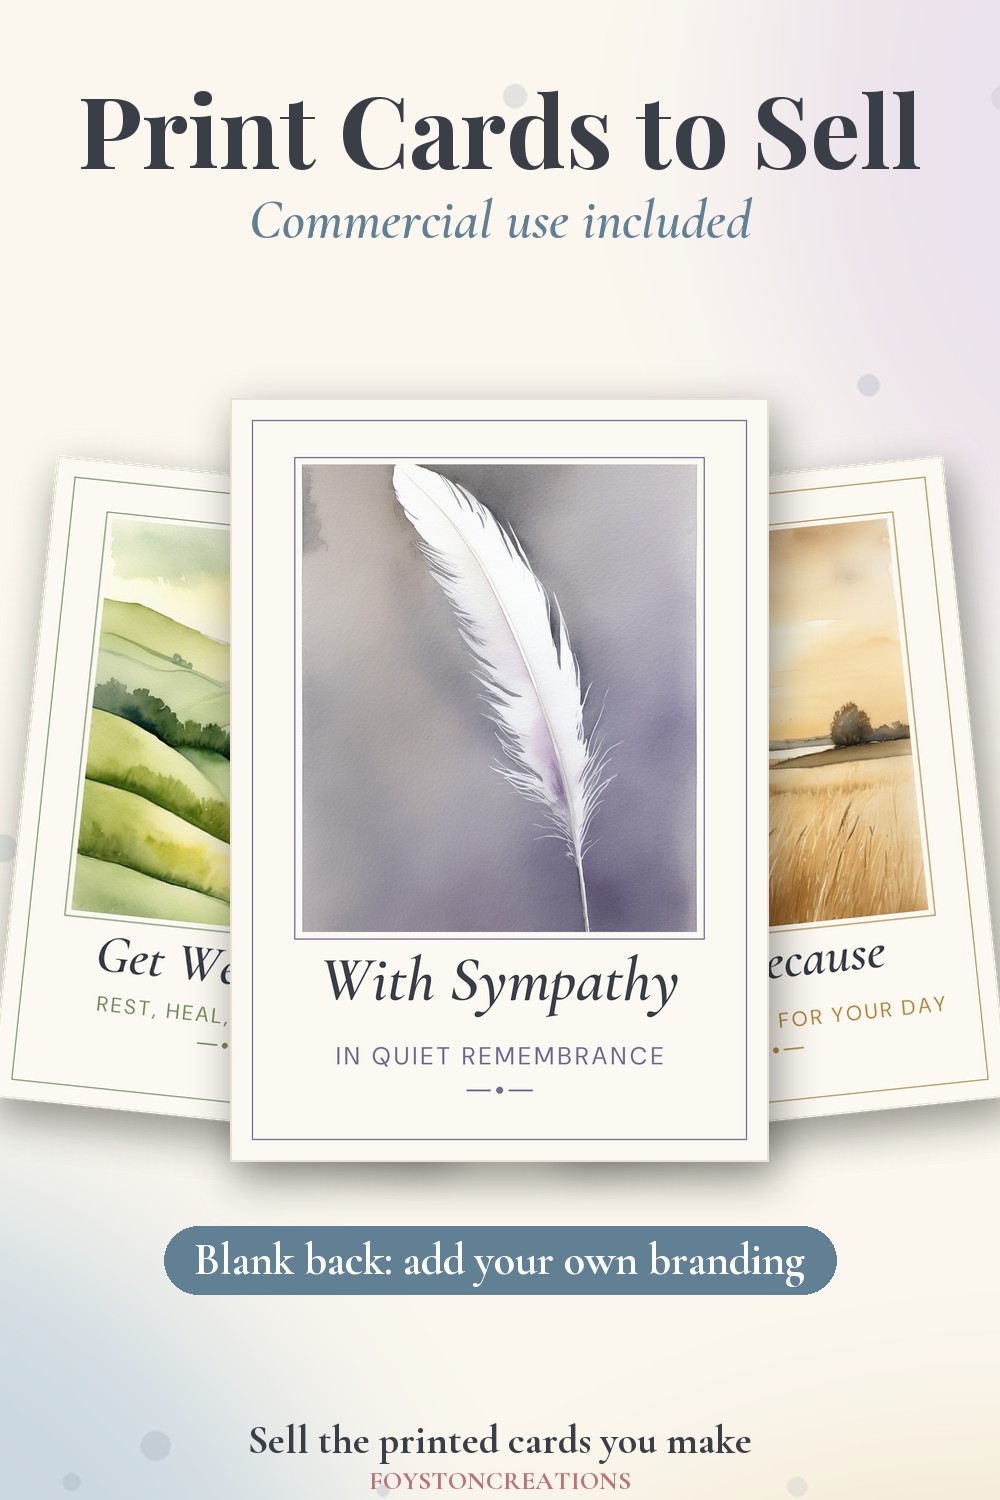 Print Cards to Sell
Commercial use included
Get We
REST, HEAL,
With Sympathy
IN QUIET REMEMBRANCE
ecause
FOR YOUR DAY
Blank back: add your own branding
Sell the printed cards you make
FOYSTONCREATIONS